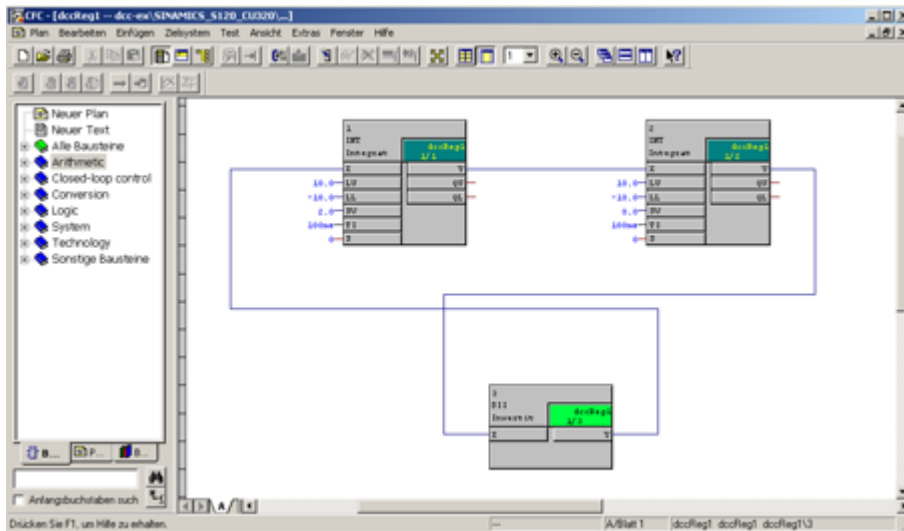 CFC - [dccReg1 -- dcc-ex\SINAMICS_S120_CU320\...]
Plan Bearbeiten Einfügen Zielsystem Test Ansicht Extras Fenster Hilfe
1
Neuer Plan
Neuer Text
Alle Bausteine
Arithmetic
Closed-loop control
Conversion
Logic
System
Technology
Sonstige Bausteine
B... P... B...
Anfangsbuchstaben such
1
INT
Integrat
dccReg1
1/1
X Y
10.0 LU QU
-10.0 LL QL
2.0 SV
100ms TI
0 S
2
INT
Integrat
dccReg1
1/2
X Y
10.0 LU QU
-10.0 LL QL
0.0 SV
100ms TI
0 S
3
dccReg1
1/3
X Y
A
Drücken Sie F1, um Hilfe zu erhalten.
--
A/Blatt 1
dccReg1 dccReg1 dccReg1\3